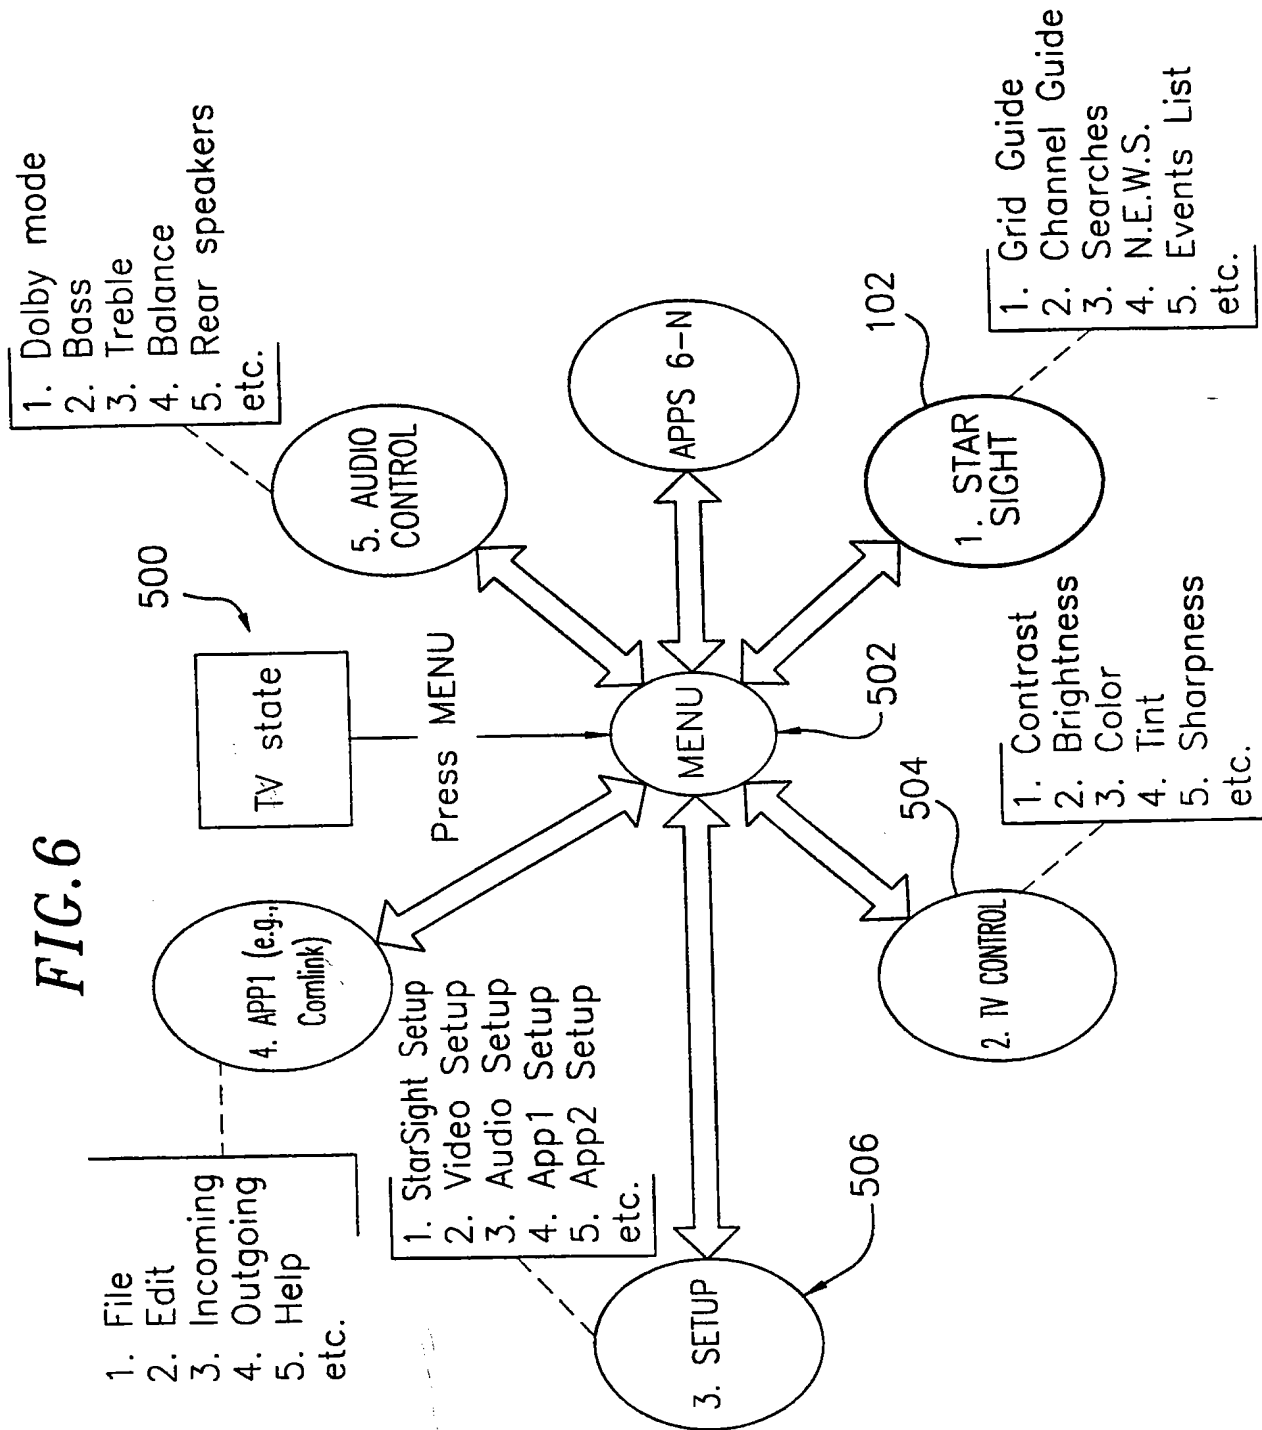 FIG.6
1. File
2. Edit
3. Incoming
4. Outgoing
5. Help
etc.
4. APP1 (e.g.,
Comlink)
TV state
500
Press MENU
1. Dolby mode
2. Bass
3. Treble
4. Balance
5. Rear speakers
etc.
5. AUDIO
CONTROL
1. StarSight Setup
2. Video Setup
3. Audio Setup
4. App1 Setup
5. App2 Setup
etc.
3. SETUP
506
MENU
502
APPS 6-N
2. TV CONTROL
504
1. Contrast
2. Brightness
3. Color
4. Tint
5. Sharpness
etc.
1. STAR
SIGHT
102
1. Grid Guide
2. Channel Guide
3. Searches
4. N.E.W.S.
5. Events List
etc.